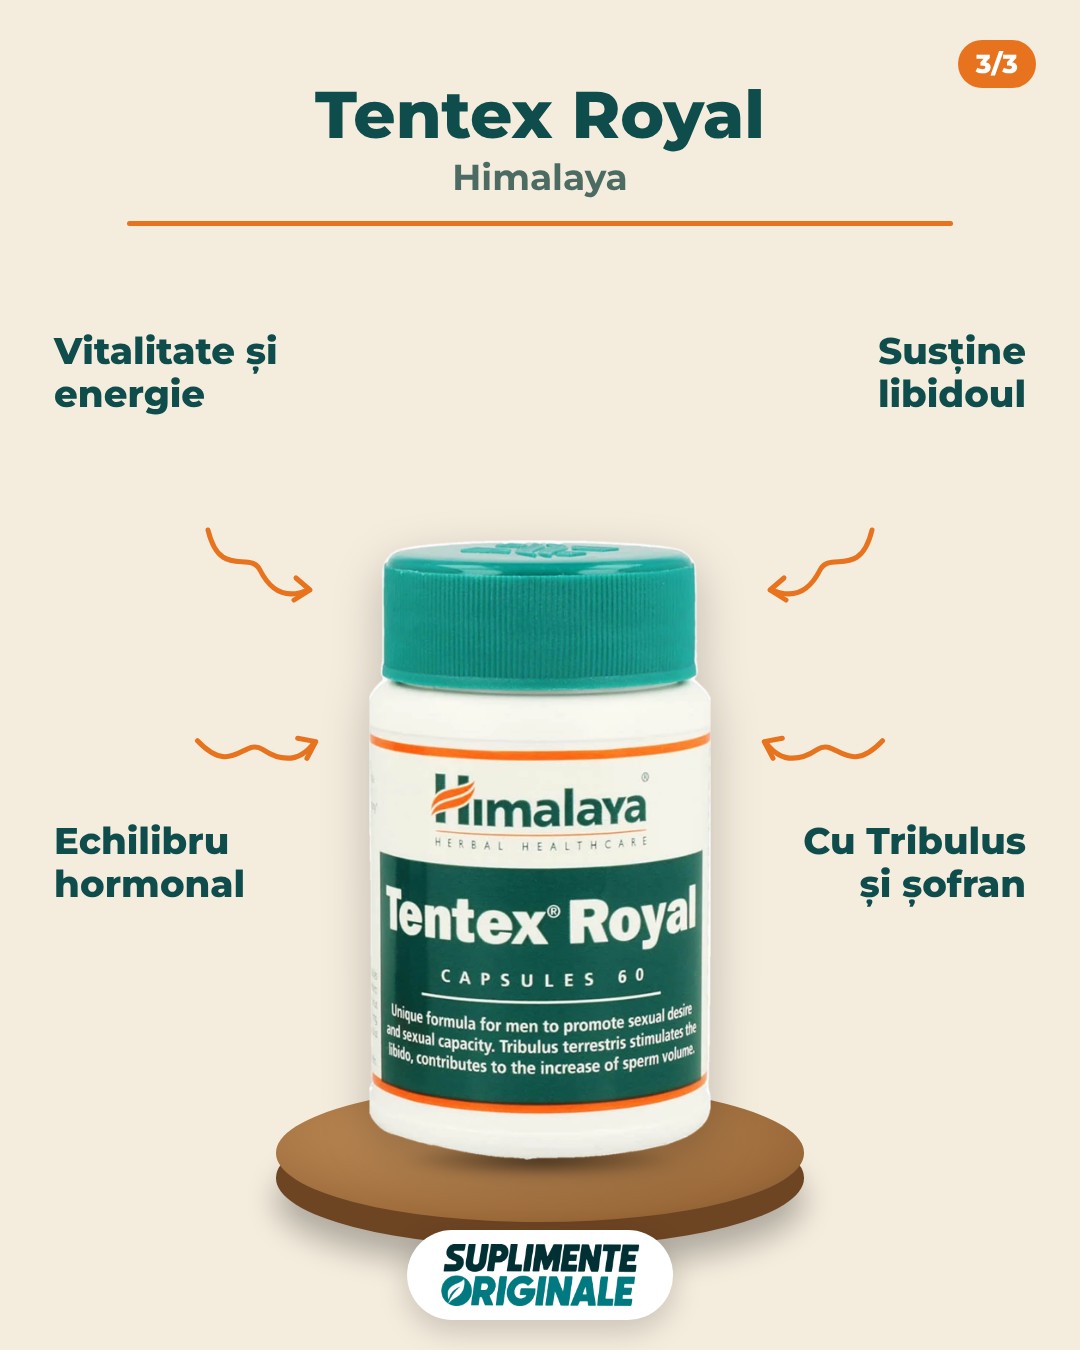 3/3
Tentex Royal
Himalaya
Vitalitate și
energie
Susține
libidoul
Echilibru
hormonal
Cu Tribulus
și șofran
Himalaya®
HERBAL HEALTHCARE
Tentex® Royal
CAPSULES 60
Unique formula for men to promote sexual desire
and sexual capacity. Tribulus terrestris stimulates the
libido, contributes to the increase of sperm volume.
SUPLIMENTE
ORIGINALE